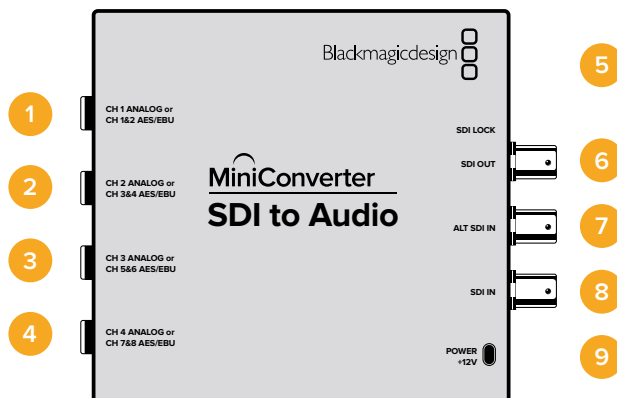 Blackmagicdesign
1
CH 1 ANALOG or
CH 1&2 AES/EBU
5
SDI LOCK
6
SDI OUT
2
CH 2 ANALOG or
CH 3&4 AES/EBU
MiniConverter
SDI to Audio
7
ALT SDI IN
3
CH 3 ANALOG or
CH 5&6 AES/EBU
8
SDI IN
4
CH 4 ANALOG or
CH 7&8 AES/EBU
9
POWER
+12V